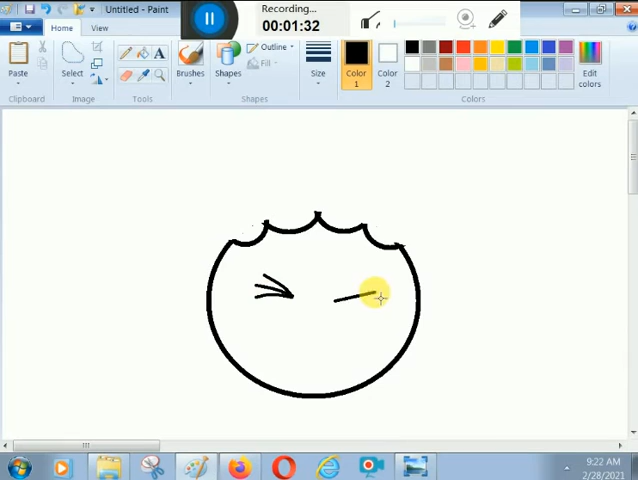 Recording...
00:01:32
Untitled - Paint
Home View
Paste
Clipboard
Select
Image
A
Tools
Brushes
Shapes
Outline
Fill
Shapes
Size
Color 1
Color 2
Edit colors
Colors
9:22 AM
2/28/2021